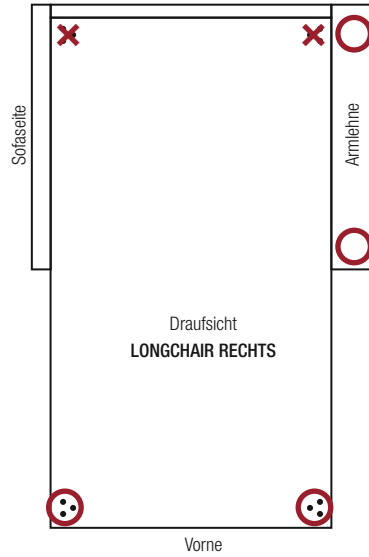 Sofaseite
Armlehne
Draufsicht
LONGCHAIR RECHTS
Vorne